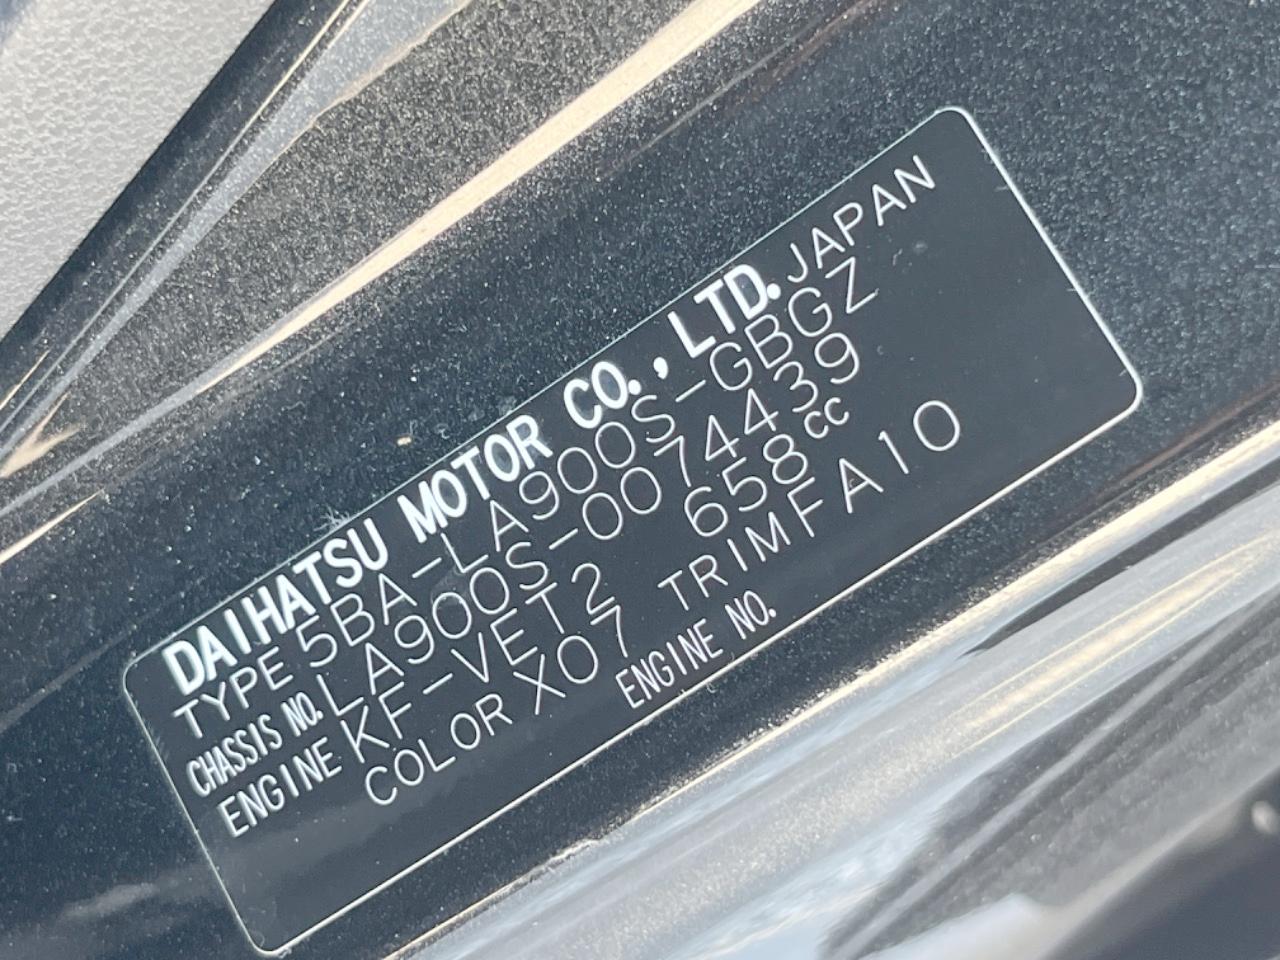 DAIHATSU MOTOR CO., LTD. JAPAN
TYPE 5BA-LA900S-GBGZ
CHASSIS NO. LA900S-0074439
ENGINE KF-VET2 658cc
COLOR X07 TRIM FA10
ENGINE NO.